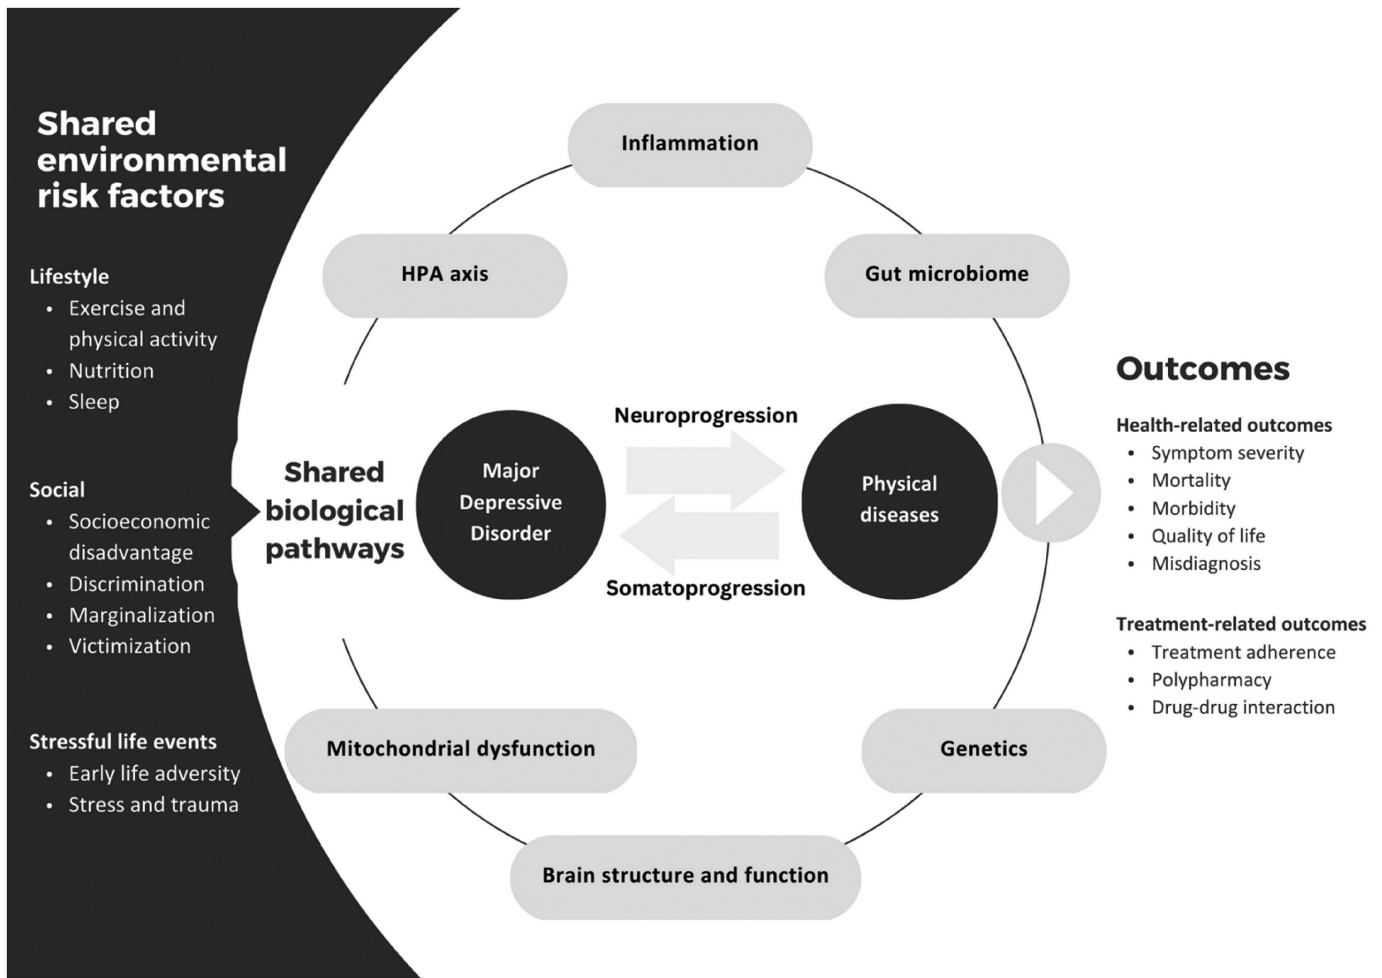 Shared
environmental
risk factors
Lifestyle
• Exercise and
physical activity
• Nutrition
• Sleep
Social
• Socioeconomic
disadvantage
• Discrimination
• Marginalization
• Victimization
Stressful life events
• Early life adversity
• Stress and trauma
Shared
biological
pathways
Inflammation
HPA axis
Gut microbiome
Major
Depressive
Disorder
Neuroprogression
Somatoprogression
Physical
diseases
Mitochondrial dysfunction
Genetics
Brain structure and function
Outcomes
Health-related outcomes
• Symptom severity
• Mortality
• Morbidity
• Quality of life
• Misdiagnosis
Treatment-related outcomes
• Treatment adherence
• Polypharmacy
• Drug-drug interaction